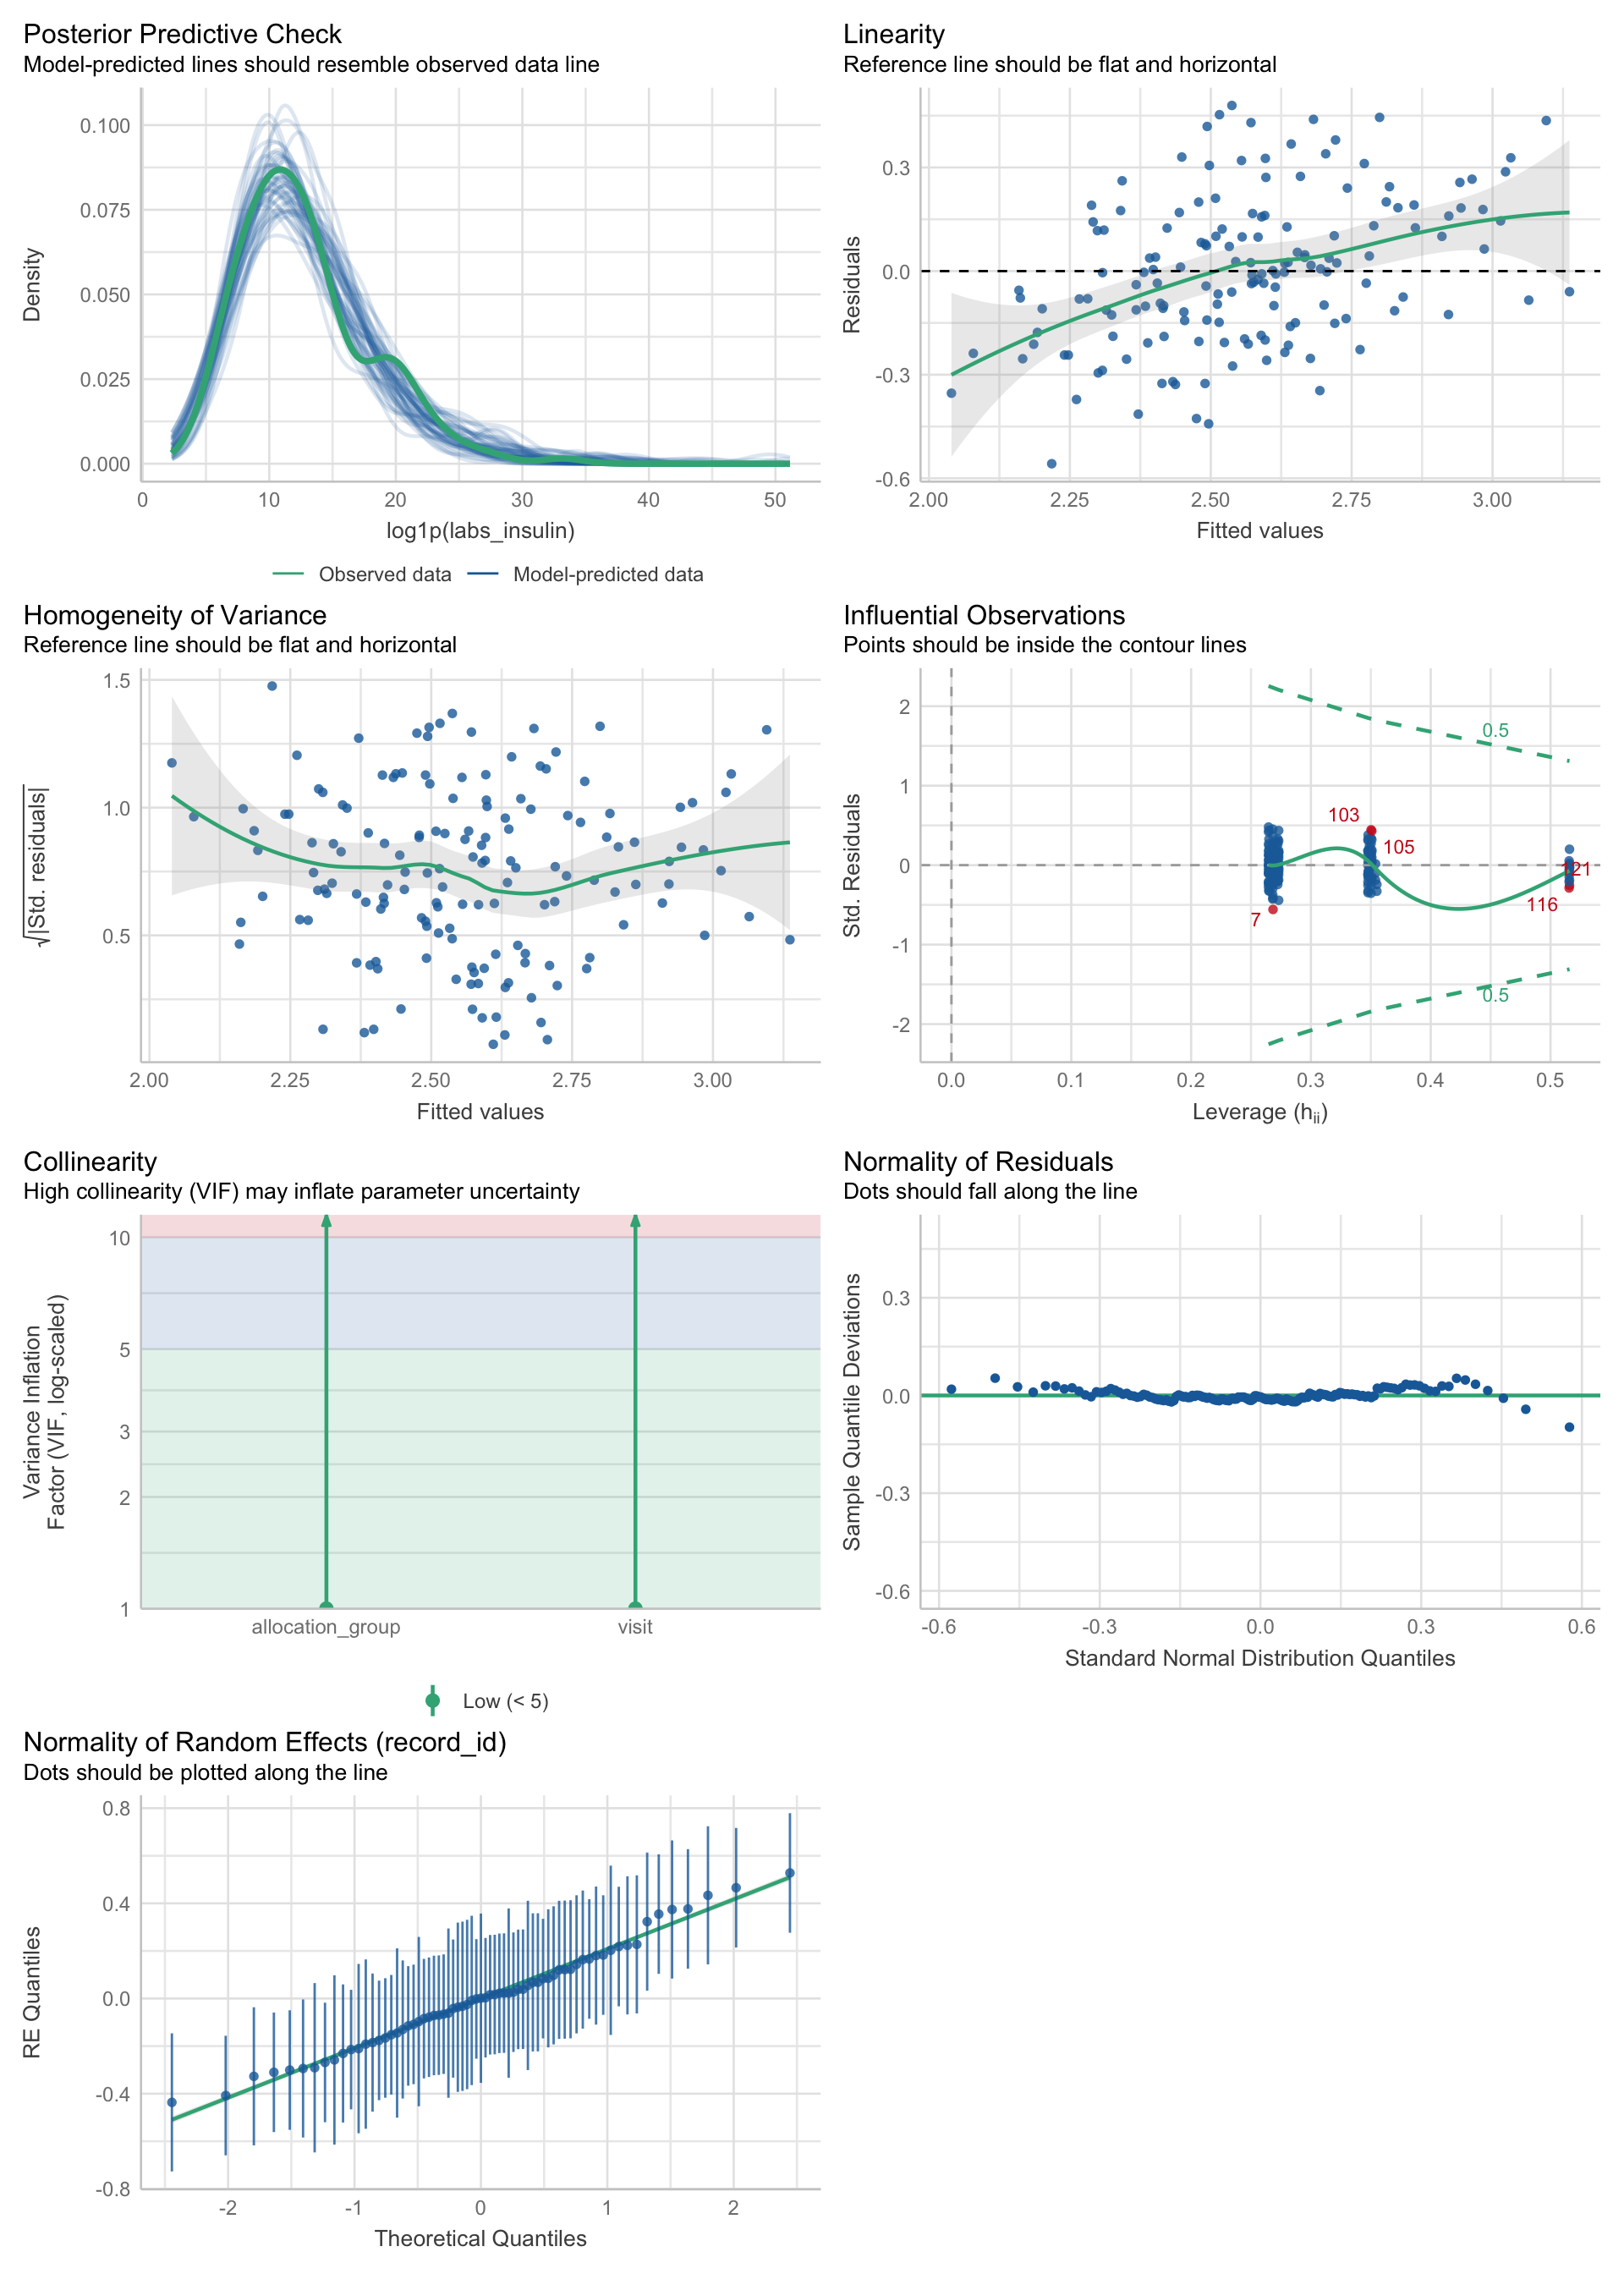 Posterior Predictive Check
Model-predicted lines should resemble observed data line
0.100
0.075
0.050
0.025
0.000
Density
0 10 20 30 40 50
log1p(labs_insulin)
Observed data Model-predicted data
Linearity
Reference line should be flat and horizontal
0.3
0.0
-0.3
-0.6
Residuals
2.00 2.25 2.50 2.75 3.00
Fitted values
Homogeneity of Variance
Reference line should be flat and horizontal
1.5
1.0
0.5
√|Std. residuals|
2.00 2.25 2.50 2.75 3.00
Fitted values
Influential Observations
Points should be inside the contour lines
2
1
0
-1
-2
Std. Residuals
0.5
103
105
121
116
7
0.5
0.0 0.1 0.2 0.3 0.4 0.5
Leverage (hii)
Collinearity
High collinearity (VIF) may inflate parameter uncertainty
10
5
3
2
1
Variance Inflation
Factor (VIF, log-scaled)
allocation_group visit
Low (< 5)
Normality of Residuals
Dots should fall along the line
0.3
0.0
-0.3
-0.6
Sample Quantile Deviations
-0.6 -0.3 0.0 0.3 0.6
Standard Normal Distribution Quantiles
Normality of Random Effects (record_id)
Dots should be plotted along the line
0.8
0.4
0.0
-0.4
-0.8
RE Quantiles
-2 -1 0 1 2
Theoretical Quantiles